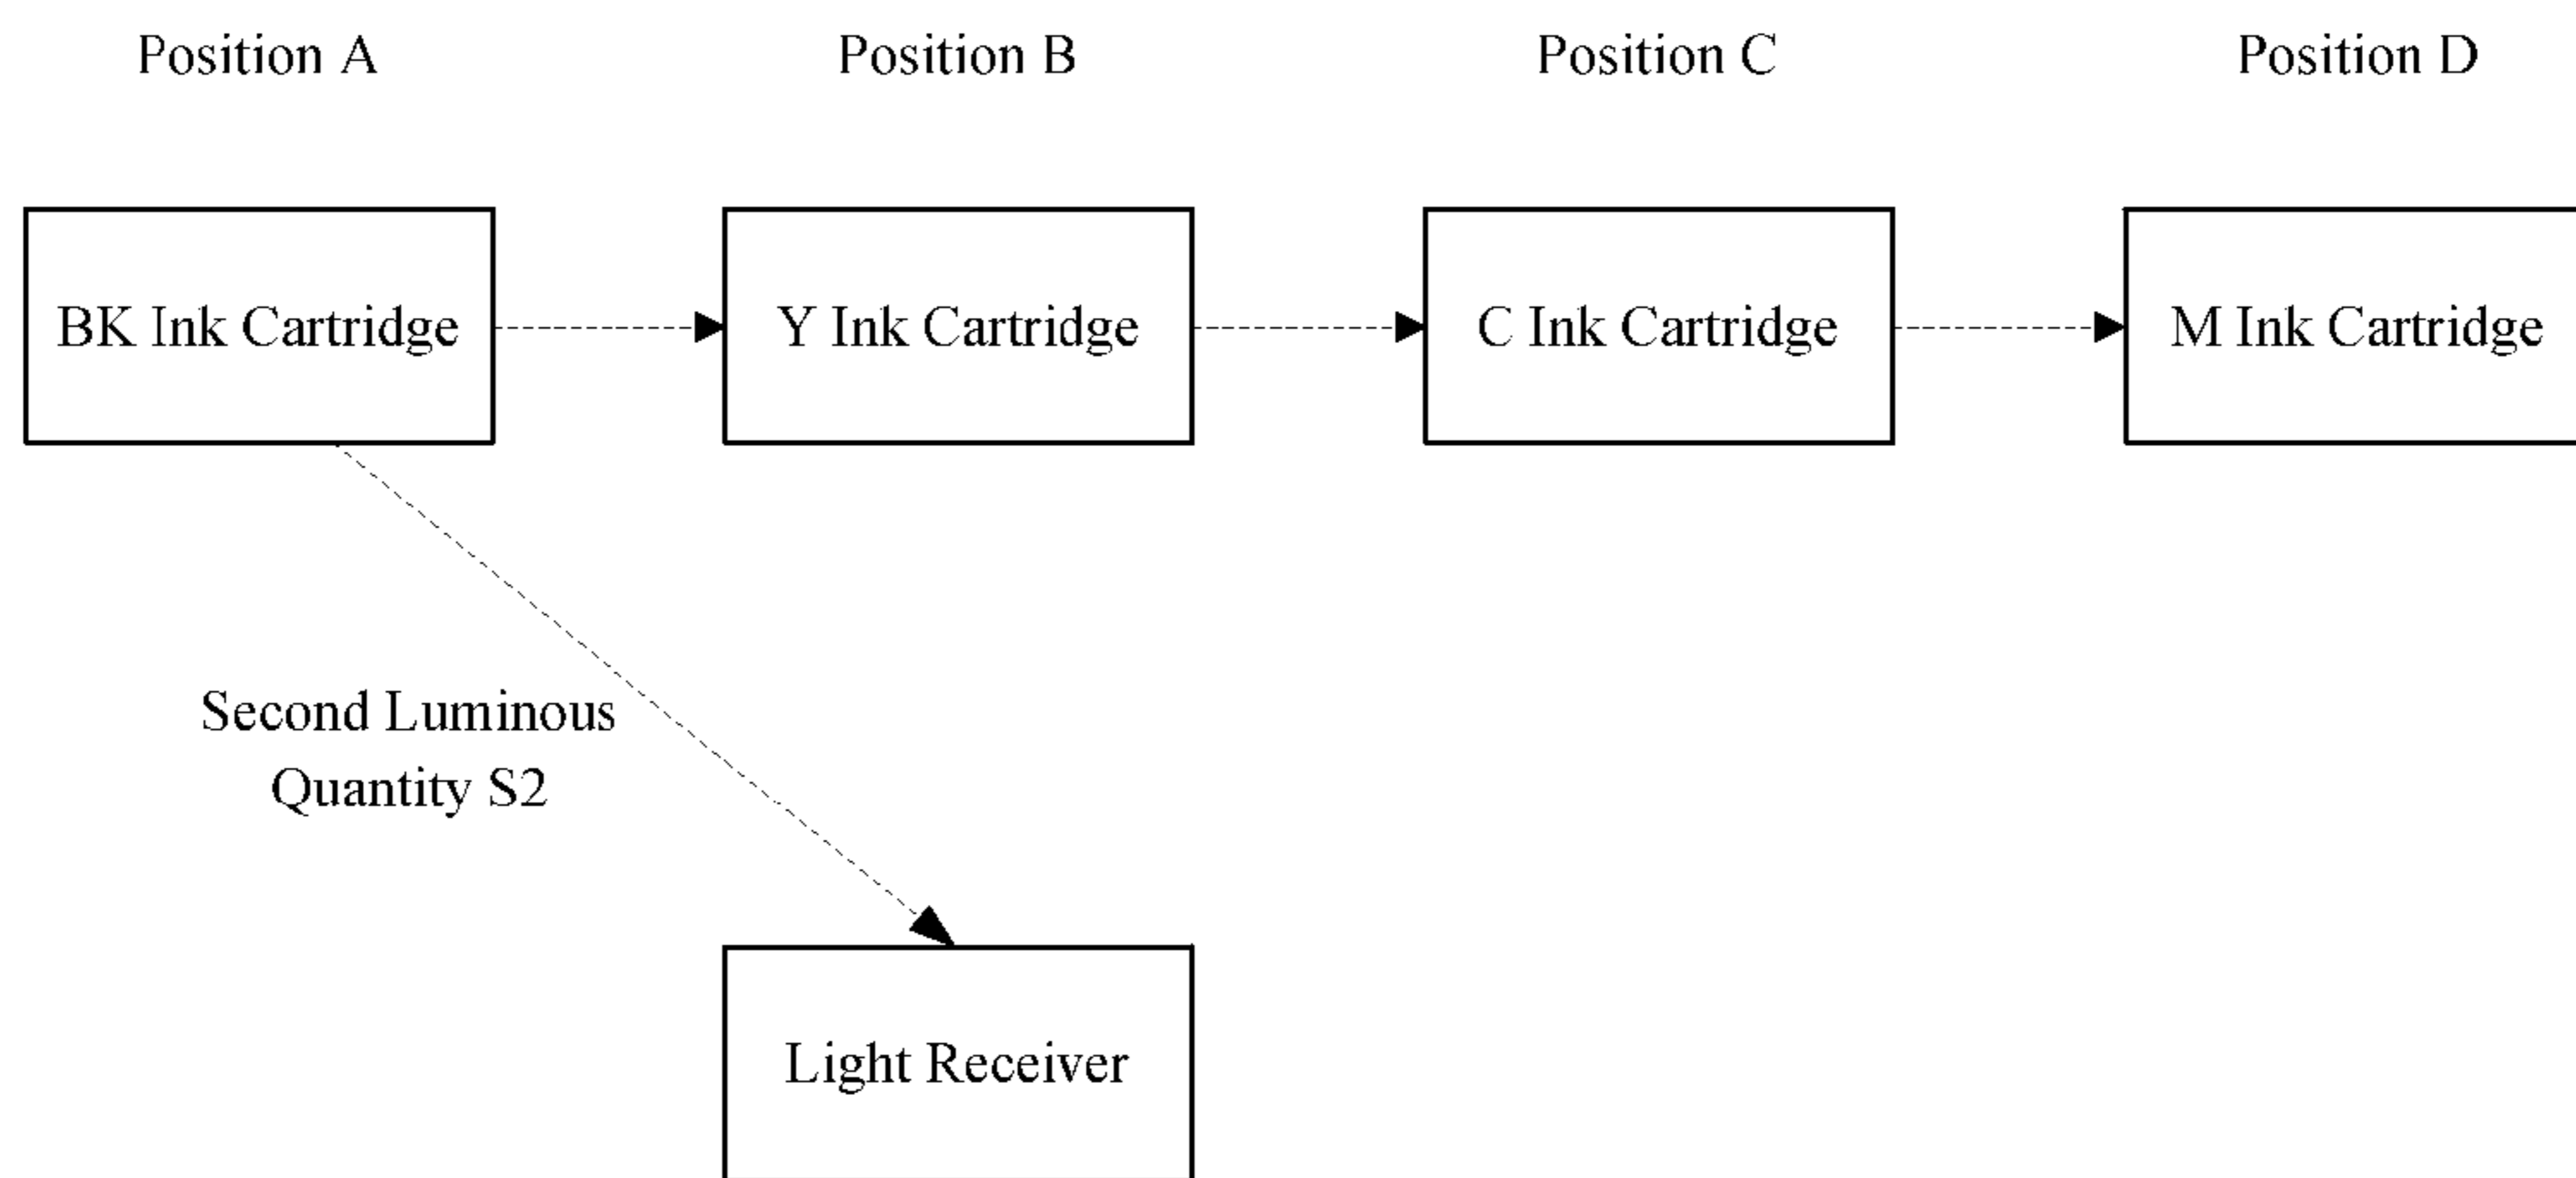 Position A
Position B
Position C
Position D
BK Ink Cartridge
Y Ink Cartridge
C Ink Cartridge
M Ink Cartridge
Second Luminous
Quantity S2
Light Receiver